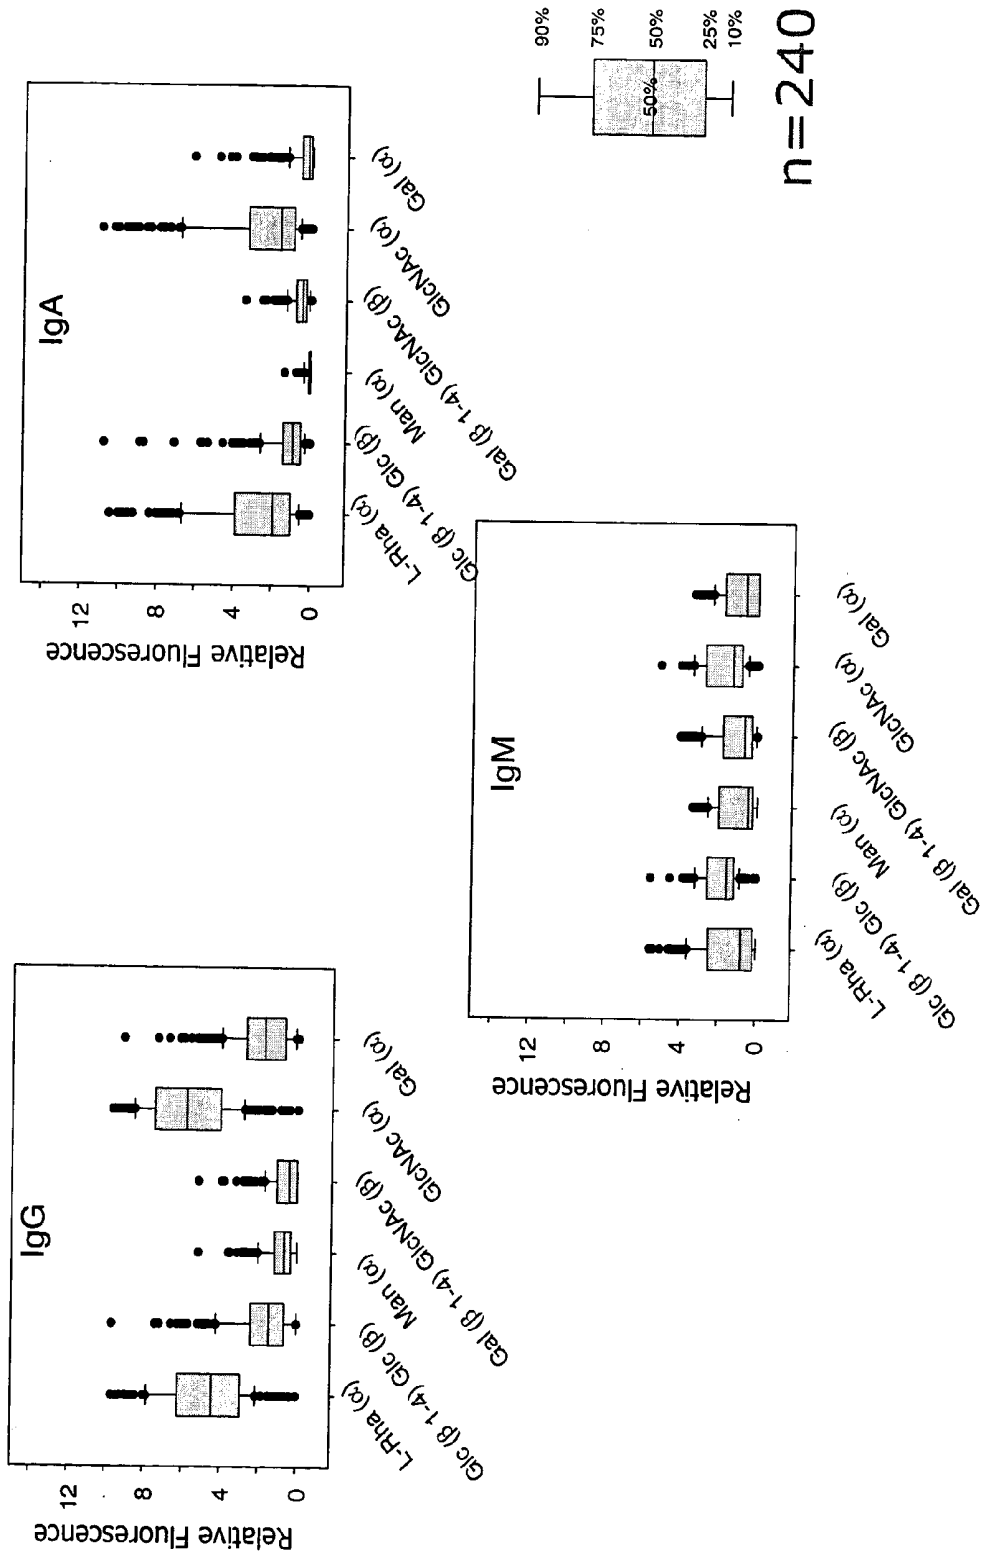 IgG
Relative Fluorescence
12
8
4
0
L-Rha (α)
Glc (β 1-4) Glc (β)
Man (α)
Gal (β 1-4) GlcNAc (β)
GlcNAc (α)
Gal (α)
IgA
Relative Fluorescence
12
8
4
0
L-Rha (α)
Glc (β 1-4) Glc (β)
Man (α)
Gal (β 1-4) GlcNAc (β)
GlcNAc (α)
Gal (α)
IgM
Relative Fluorescence
12
8
4
0
L-Rha (α)
Glc (β 1-4) Glc (β)
Man (α)
Gal (β 1-4) GlcNAc (β)
GlcNAc (α)
Gal (α)
90%
75%
50%
50%
25%
10%
n=240